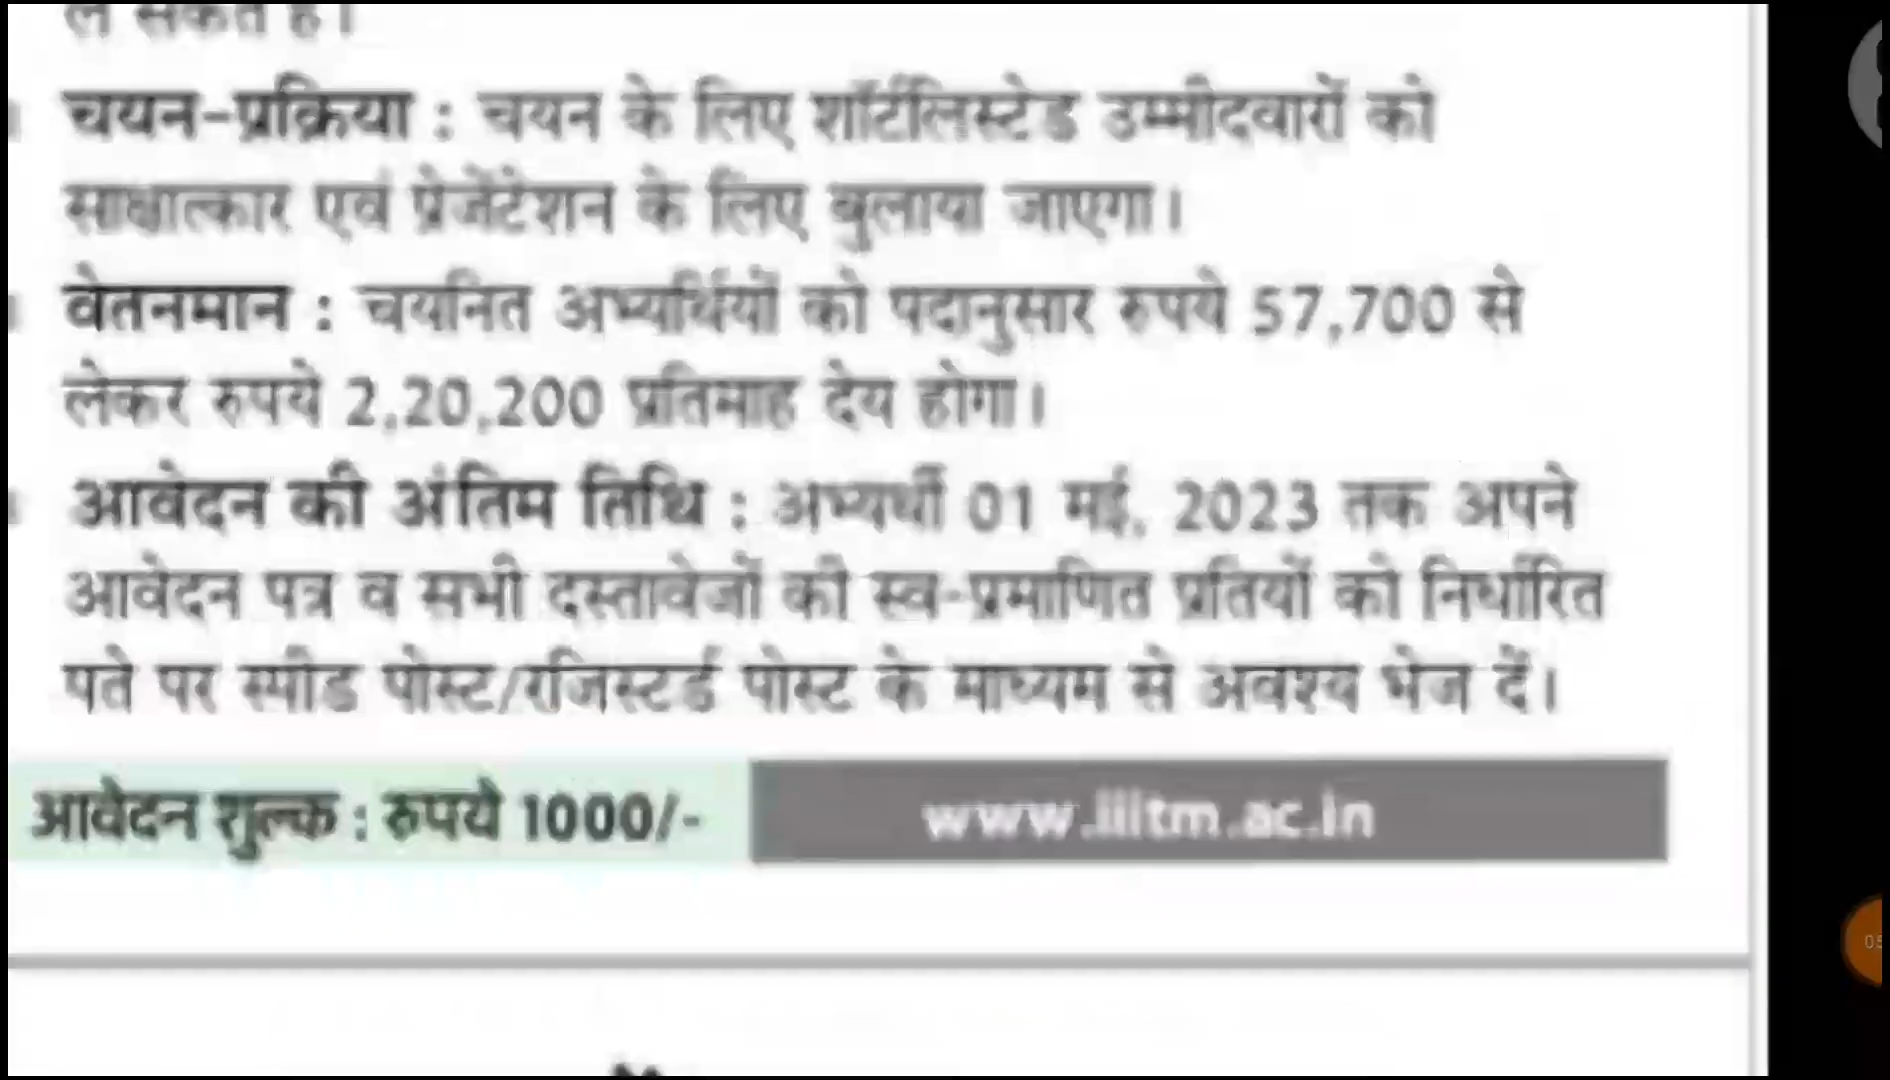 ले सकते हैं।
चयन-प्रक्रिया : चयन के लिए शॉर्टलिस्टेड उम्मीदवारों को
साक्षात्कार एवं प्रेजेंटेशन के लिए बुलाया जाएगा।
वेतनमान : चयनित अभ्यर्थियों को पदानुसार रुपये 57,700 से
लेकर रुपये 2,20,200 प्रतिमाह देय होगा।
आवेदन की अंतिम तिथि : अभ्यर्थी 01 मई, 2023 तक अपने
आवेदन पत्र व सभी दस्तावेजों की स्व-प्रमाणित प्रतियों को निर्धारित
पते पर स्पीड पोस्ट/रजिस्टर्ड पोस्ट के माध्यम से अवश्य भेज दें।
आवेदन शुल्क : रुपये 1000/- www.iiitm.ac.in